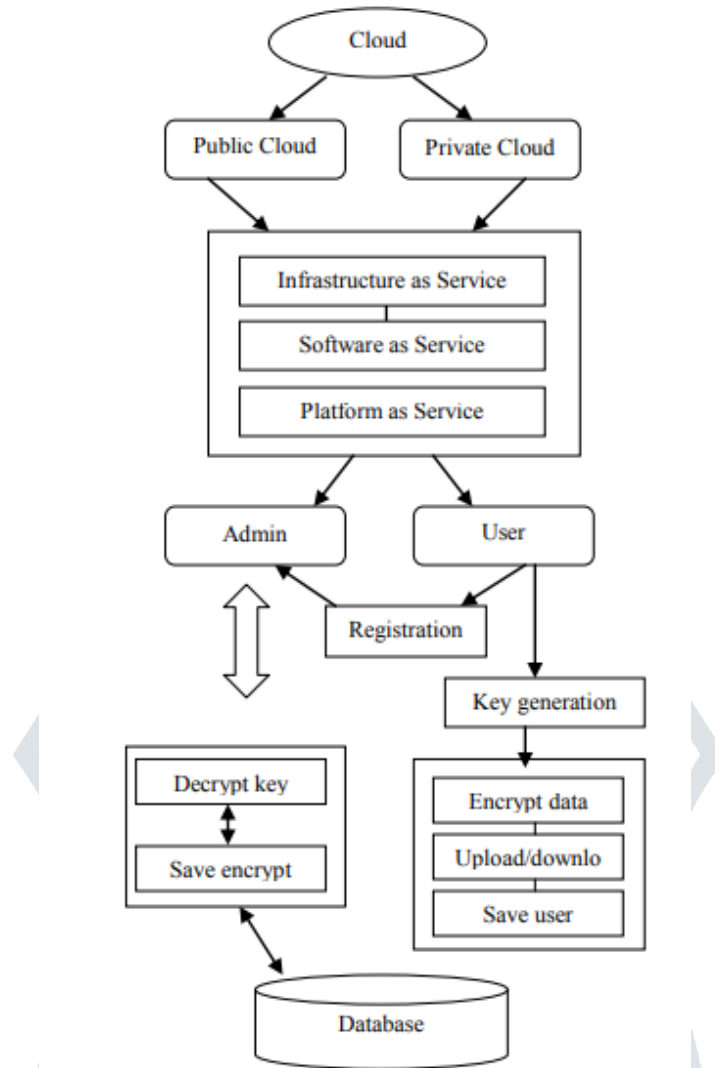 Cloud
Public Cloud
Private Cloud
Infrastructure as Service
Software as Service
Platform as Service
Admin
User
Registration
Key generation
Decrypt key
Encrypt data
Upload/downlo
Save encrypt
Save user
Database